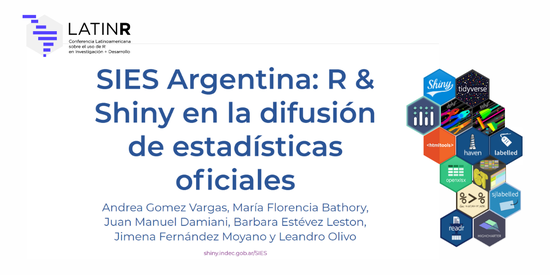 LATINR
Conferencia Latinoamericana
sobre el uso de R
en Investigación + Desarrollo
SIES Argentina: R &
Shiny en la difusión
de estadísticas
oficiales
Andrea Gomez Vargas, María Florencia Bathory,
Juan Manuel Damiani, Barbara Estévez Leston,
Jimena Fernández Moyano y Leandro Olivo
shiny.indec.gob.ar/SIES
Shiny
tidyverse
<htmltools>
haven
labelled
openxlsx
sjlabelled
readr